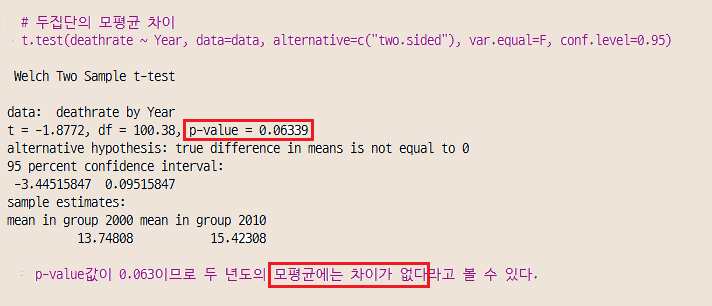 # 두집단의 모평균 차이
t.test(deathrate ~ Year, data=data, alternative=c("two.sided"), var.equal=F, conf.level=0.95)
Welch Two Sample t-test
data:  deathrate by Year
t = -1.8772, df = 100.38, p-value = 0.06339
alternative hypothesis: true difference in means is not equal to 0
95 percent confidence interval:
-3.44515847  0.09515847
sample estimates:
mean in group 2000 mean in group 2010
13.74808           15.42308
p-value값이 0.063이므로 두 년도의 모평균에는 차이가 없다라고 볼 수 있다.